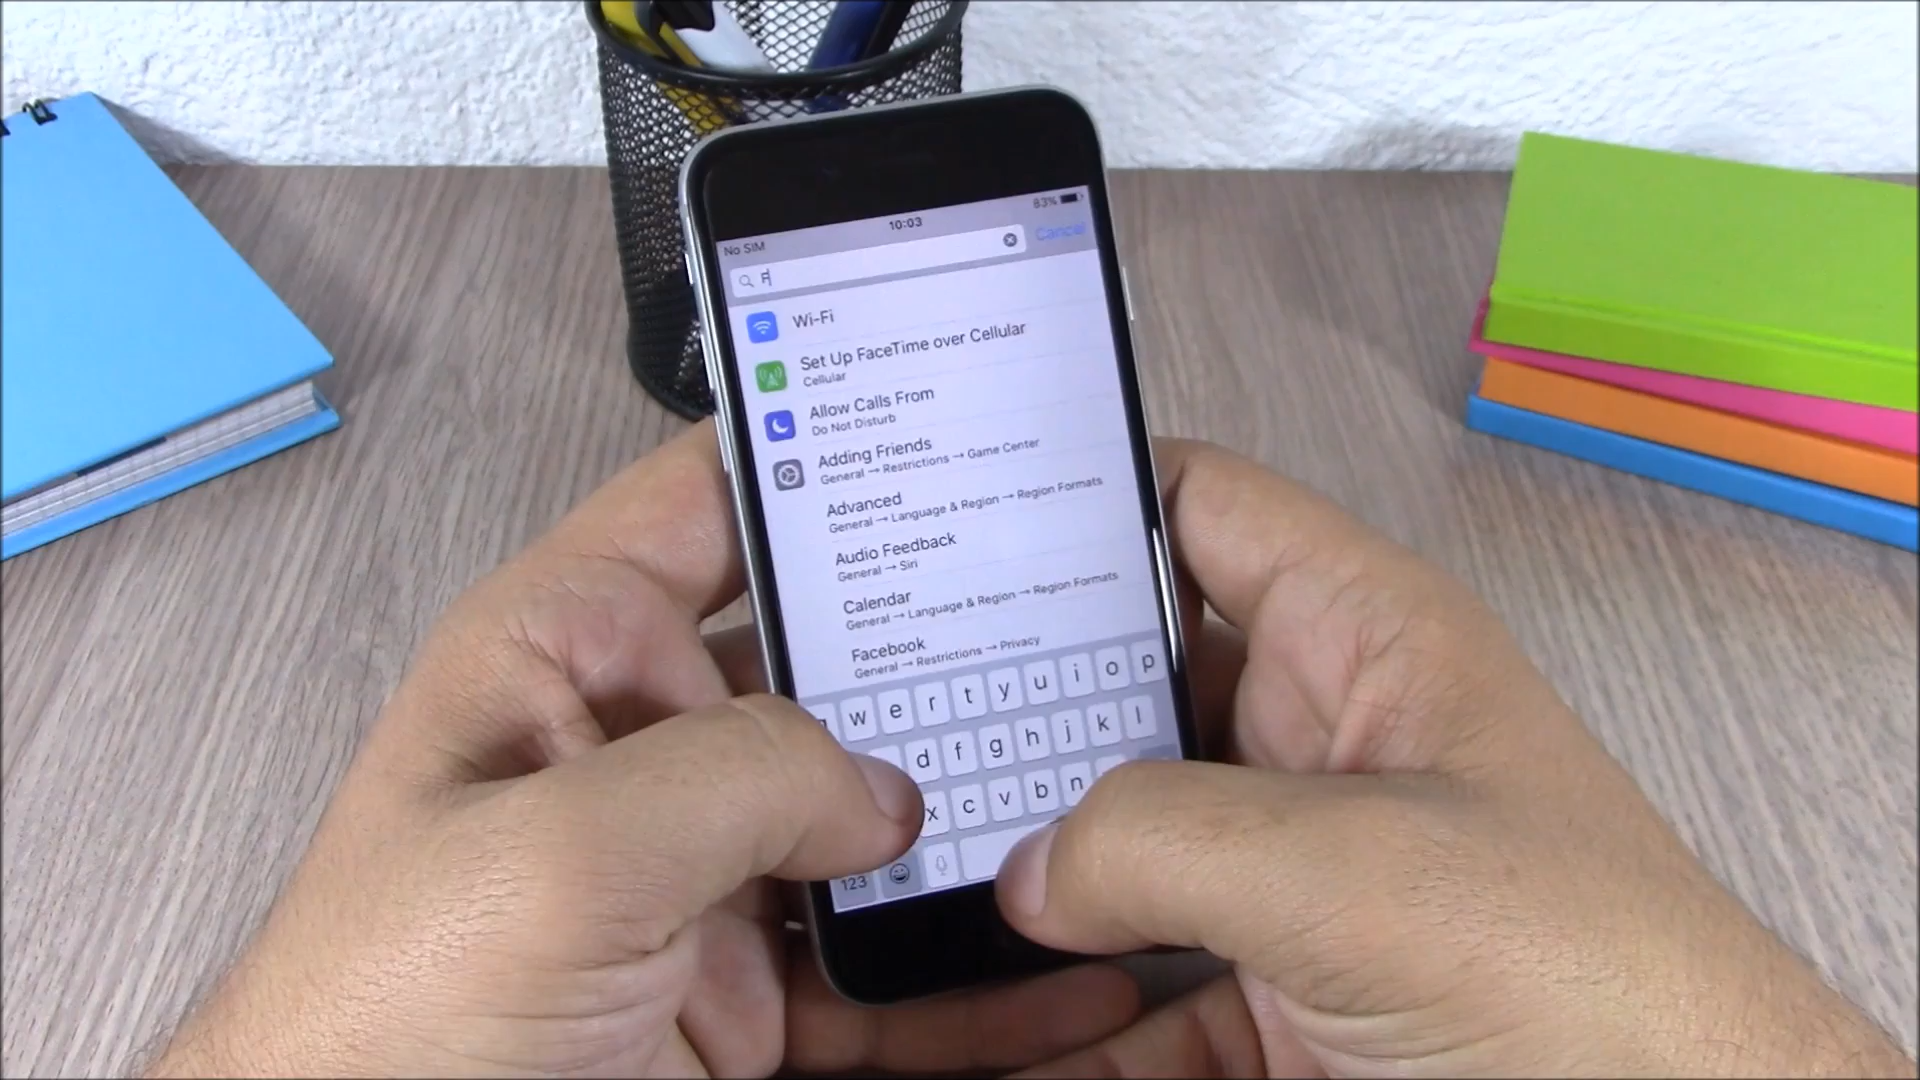 No SIM 10:03 83%
F Cancel
Wi-Fi
Set Up FaceTime over Cellular
Cellular
Allow Calls From
Do Not Disturb
Adding Friends
General → Restrictions → Game Center
Advanced
General → Language & Region → Region Formats
Audio Feedback
General → Siri
Calendar
General → Language & Region → Region Formats
Facebook
General → Restrictions → Privacy
w e r t y u i o p
d f g h j k l
x c v b n
123